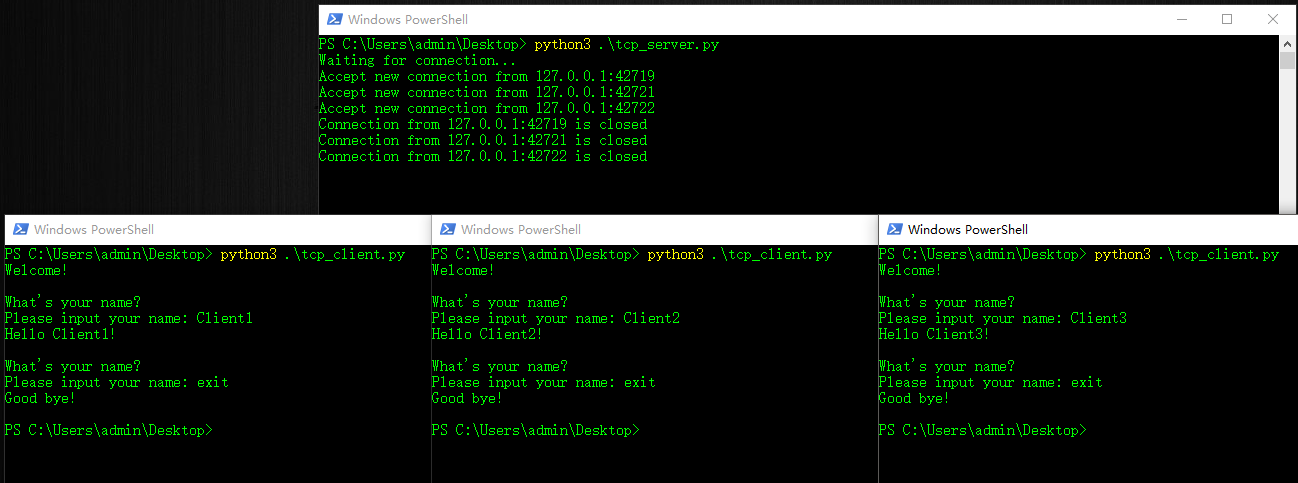 Windows PowerShell
PS C:\Users\admin\Desktop> python3 .\tcp_server.py
Waiting for connection...
Accept new connection from 127.0.0.1:42719
Accept new connection from 127.0.0.1:42721
Accept new connection from 127.0.0.1:42722
Connection from 127.0.0.1:42719 is closed
Connection from 127.0.0.1:42721 is closed
Connection from 127.0.0.1:42722 is closed
Windows PowerShell
PS C:\Users\admin\Desktop> python3 .\tcp_client.py
Welcome!
What's your name?
Please input your name: Client1
Hello Client1!
What's your name?
Please input your name: exit
Good bye!
PS C:\Users\admin\Desktop>
Windows PowerShell
PS C:\Users\admin\Desktop> python3 .\tcp_client.py
Welcome!
What's your name?
Please input your name: Client2
Hello Client2!
What's your name?
Please input your name: exit
Good bye!
PS C:\Users\admin\Desktop>
Windows PowerShell
PS C:\Users\admin\Desktop> python3 .\tcp_client.py
Welcome!
What's your name?
Please input your name: Client3
Hello Client3!
What's your name?
Please input your name: exit
Good bye!
PS C:\Users\admin\Desktop>